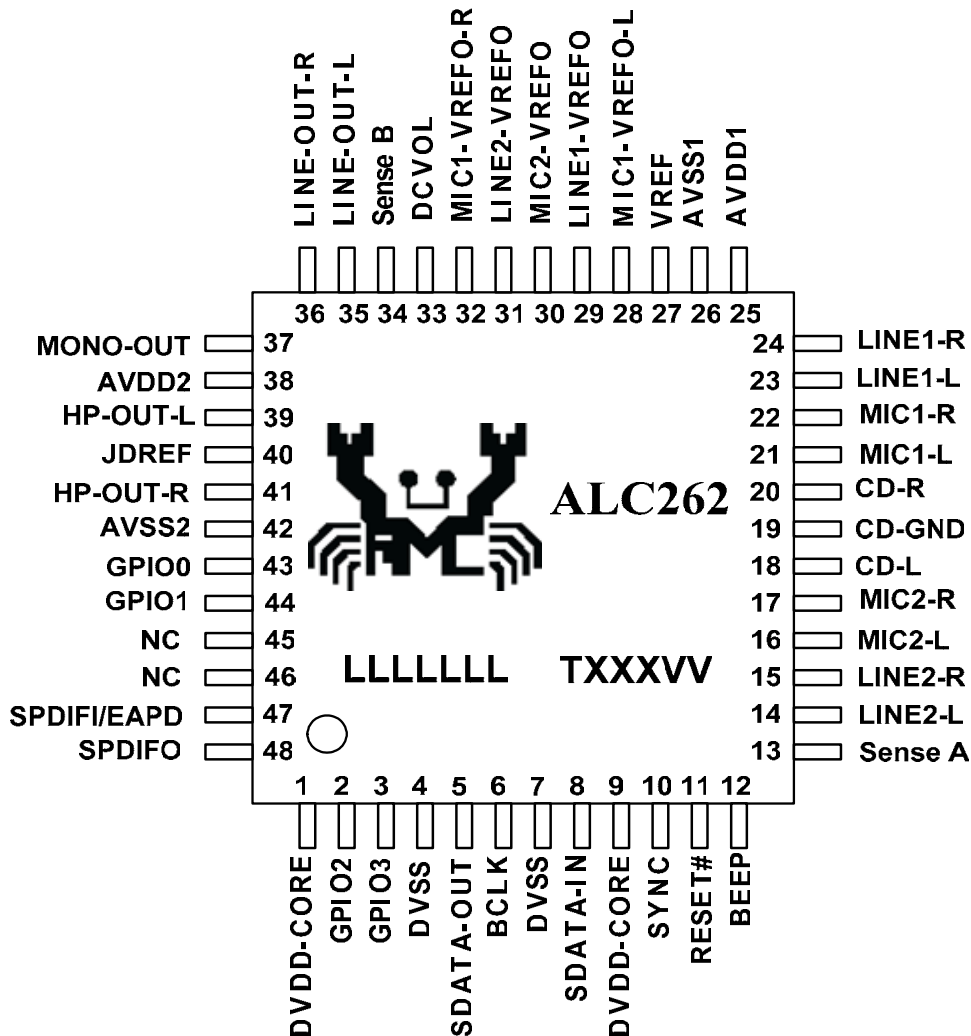 LINE-OUT-R
LINE-OUT-L
Sense B
DCVOL
MIC1-VREFO-R
LINE2-VREFO
MIC2-VREFO
LINE1-VREFO
MIC1-VREFO-L
VREF
AVSS1
AVDD1
36 35 34 33 32 31 30 29 28 27 26 25
MONO-OUT 37
AVDD2 38
HP-OUT-L 39
JDREF 40
HP-OUT-R 41
AVSS2 42
GPIO0 43
GPIO1 44
NC 45
NC 46
SPDIFI/EAPD 47
SPDIFO 48
ALC262
LLLLLLL TXXXVV
24 LINE1-R
23 LINE1-L
22 MIC1-R
21 MIC1-L
20 CD-R
19 CD-GND
18 CD-L
17 MIC2-R
16 MIC2-L
15 LINE2-R
14 LINE2-L
13 Sense A
1 2 3 4 5 6 7 8 9 10 11 12
DVDD-CORE
GPIO2
GPIO3
DVSS
SDATA-OUT
BCLK
DVSS
SDATA-IN
DVDD-CORE
SYNC
RESET#
BEEP